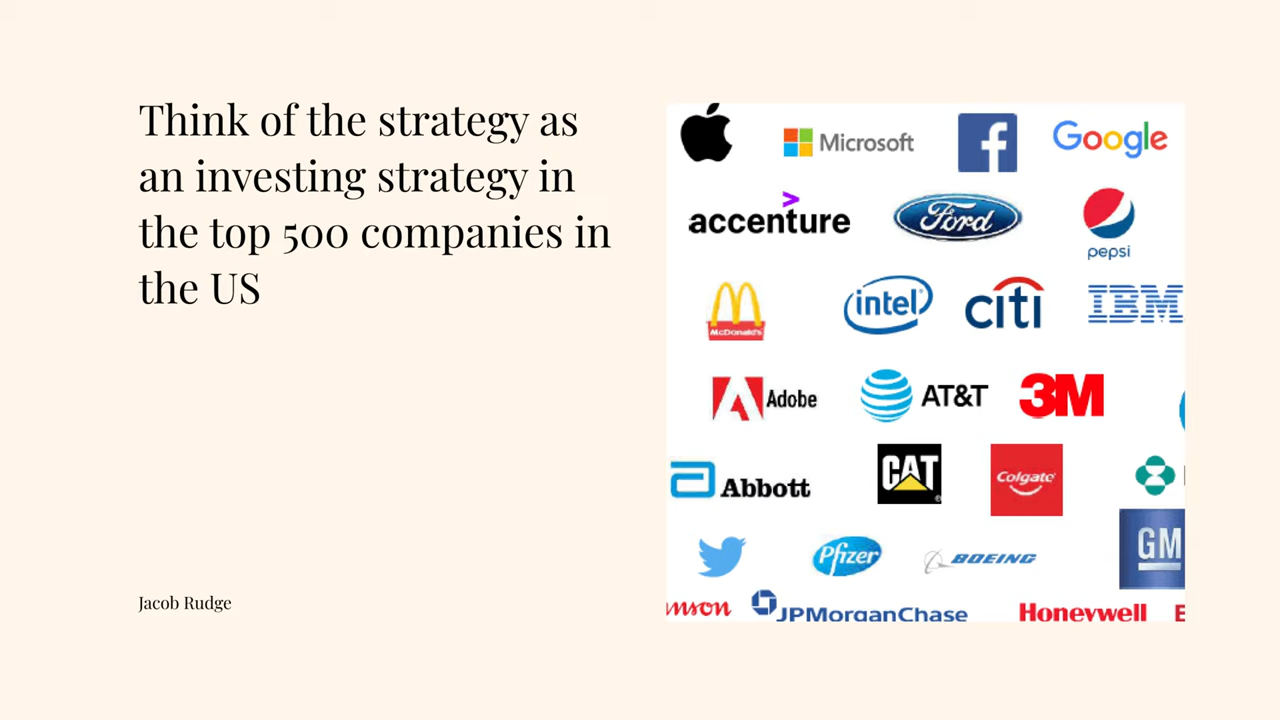 Think of the strategy as
an investing strategy in
the top 500 companies in
the US
Microsoft
f
Google
accenture
Ford
pepsi
McDonald's
intel
citi
IBM
Adobe
AT&T
3M
Abbott
CAT
Colgate
Pfizer
BOEING
GM
JPMorganChase
Honeywell
Jacob Rudge